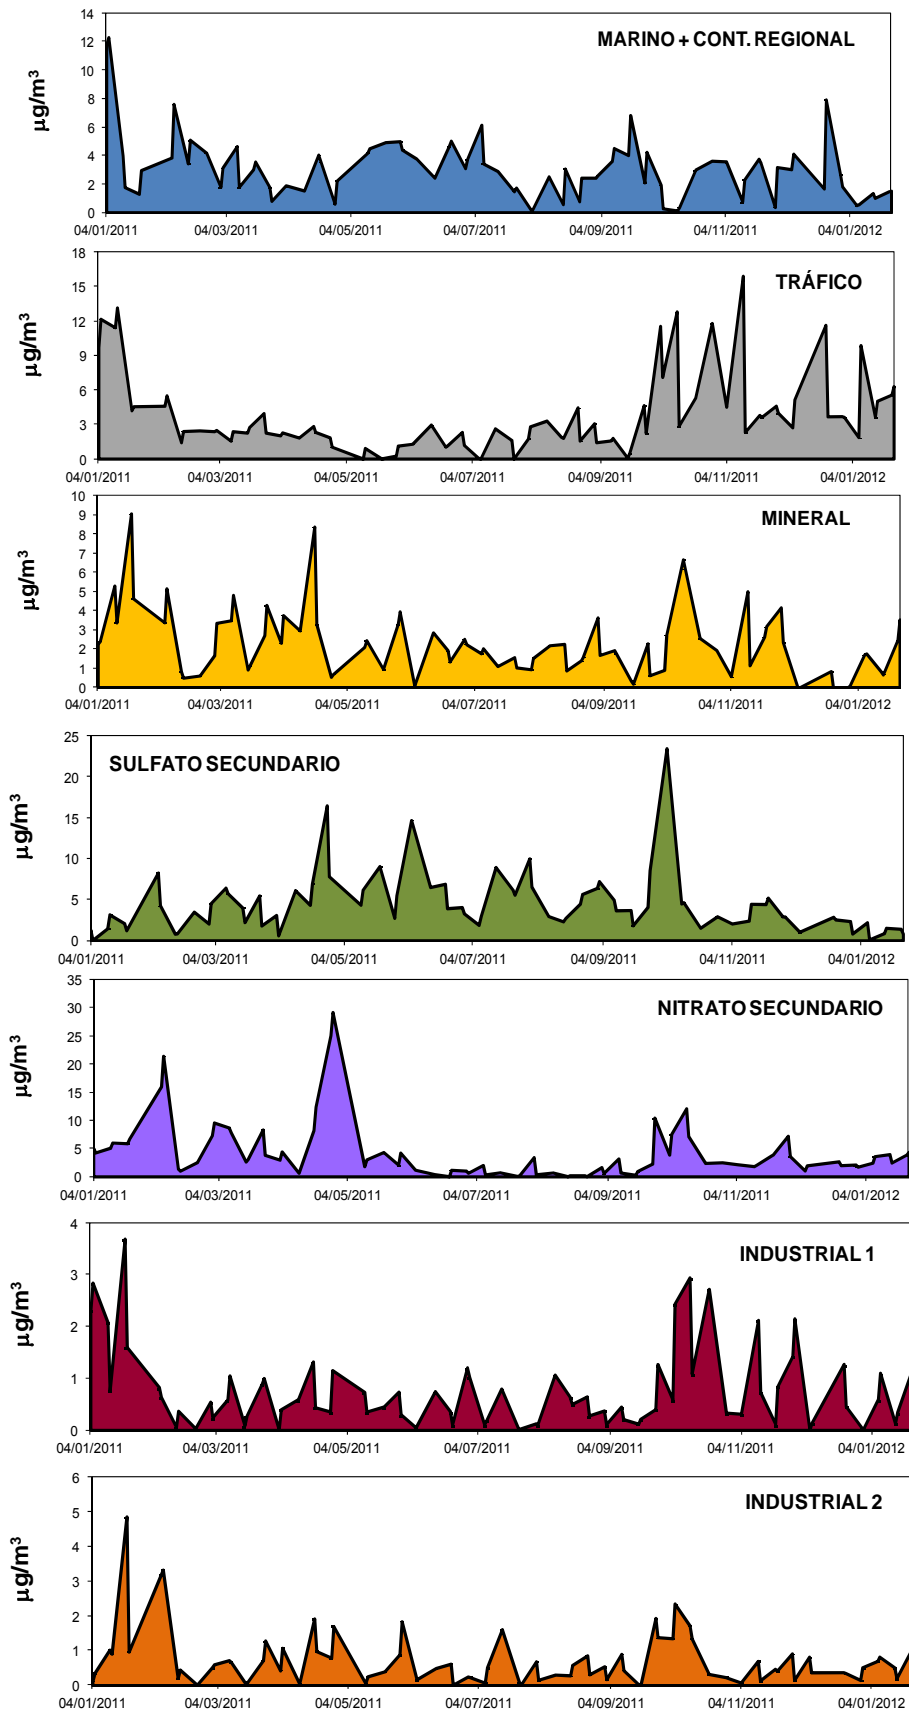 14
MARINO + CONT. REGIONAL
12
10
8
6
4
2
0
µg/m³
04/01/2011 04/03/2011 04/05/2011 04/07/2011 04/09/2011 04/11/2011 04/01/2012
18
TRÁFICO
15
12
9
6
3
0
µg/m³
04/01/2011 04/03/2011 04/05/2011 04/07/2011 04/09/2011 04/11/2011 04/01/2012
10
MINERAL
9
8
7
6
5
4
3
2
1
0
µg/m³
04/01/2011 04/03/2011 04/05/2011 04/07/2011 04/09/2011 04/11/2011 04/01/2012
25
SULFATO SECUNDARIO
20
15
10
5
0
µg/m³
04/01/2011 04/03/2011 04/05/2011 04/07/2011 04/09/2011 04/11/2011 04/01/2012
35
NITRATO SECUNDARIO
30
25
20
15
10
5
0
µg/m³
04/01/2011 04/03/2011 04/05/2011 04/07/2011 04/09/2011 04/11/2011 04/01/2012
4
INDUSTRIAL 1
3
2
1
0
µg/m³
04/01/2011 04/03/2011 04/05/2011 04/07/2011 04/09/2011 04/11/2011 04/01/2012
6
INDUSTRIAL 2
5
4
3
2
1
0
µg/m³
04/01/2011 04/03/2011 04/05/2011 04/07/2011 04/09/2011 04/11/2011 04/01/2012